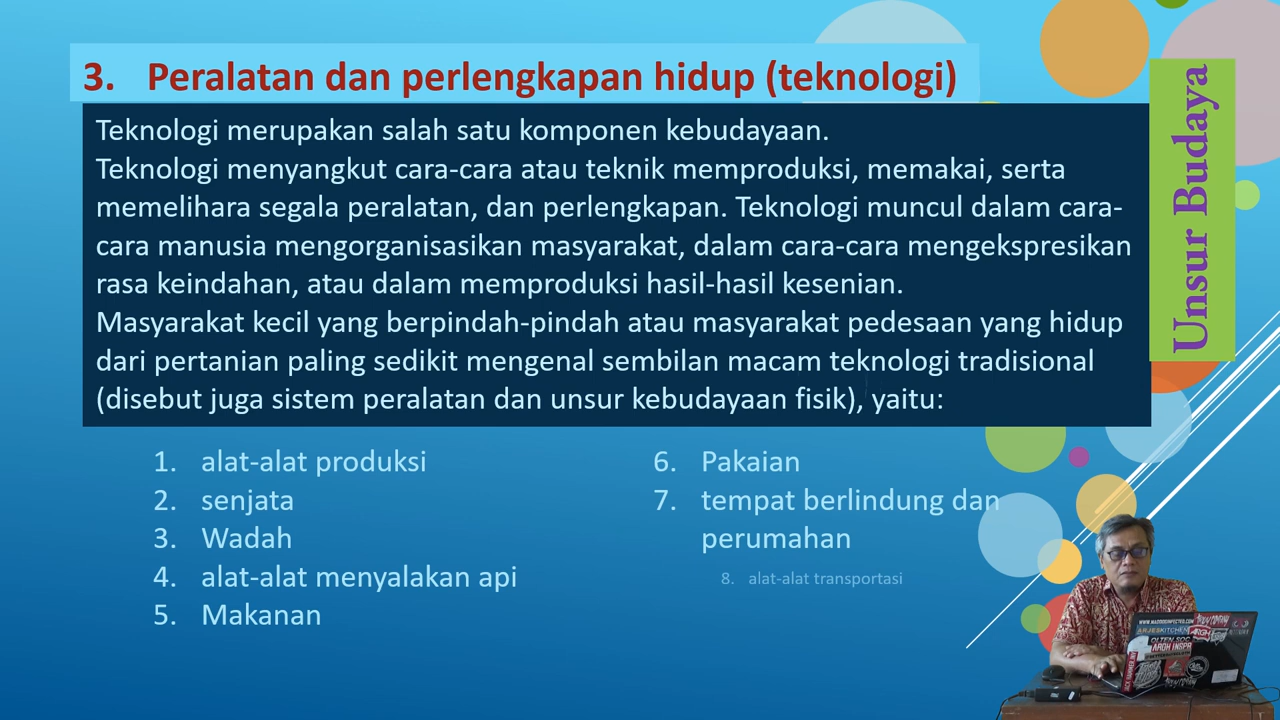 3. Peralatan dan perlengkapan hidup (teknologi)
Unsur Budaya
Teknologi merupakan salah satu komponen kebudayaan.
Teknologi menyangkut cara-cara atau teknik memproduksi, memakai, serta
memelihara segala peralatan, dan perlengkapan. Teknologi muncul dalam cara-
cara manusia mengorganisasikan masyarakat, dalam cara-cara mengekspresikan
rasa keindahan, atau dalam memproduksi hasil-hasil kesenian.
Masyarakat kecil yang berpindah-pindah atau masyarakat pedesaan yang hidup
dari pertanian paling sedikit mengenal sembilan macam teknologi tradisional
(disebut juga sistem peralatan dan unsur kebudayaan fisik), yaitu:
1. alat-alat produksi
2. senjata
3. Wadah
4. alat-alat menyalakan api
5. Makanan
6. Pakaian
7. tempat berlindung dan
perumahan
8. alat-alat transportasi